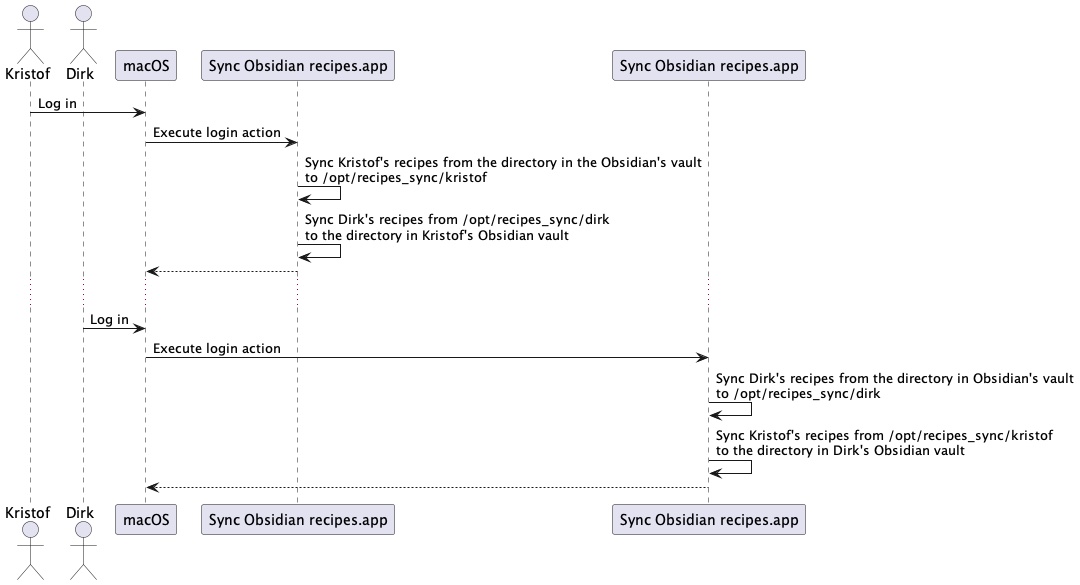 Kristof
Dirk
macOS
Sync Obsidian recipes.app
Sync Obsidian recipes.app
Log in
Execute login action
Sync Kristof's recipes from the directory in the Obsidian's vault
to /opt/recipes_sync/kristof
Sync Dirk's recipes from /opt/recipes_sync/dirk
to the directory in Kristof's Obsidian vault
Log in
Execute login action
Sync Dirk's recipes from the directory in Obsidian's vault
to /opt/recipes_sync/dirk
Sync Kristof's recipes from /opt/recipes_sync/kristof
to the directory in Dirk's Obsidian vault
Kristof
Dirk
macOS
Sync Obsidian recipes.app
Sync Obsidian recipes.app